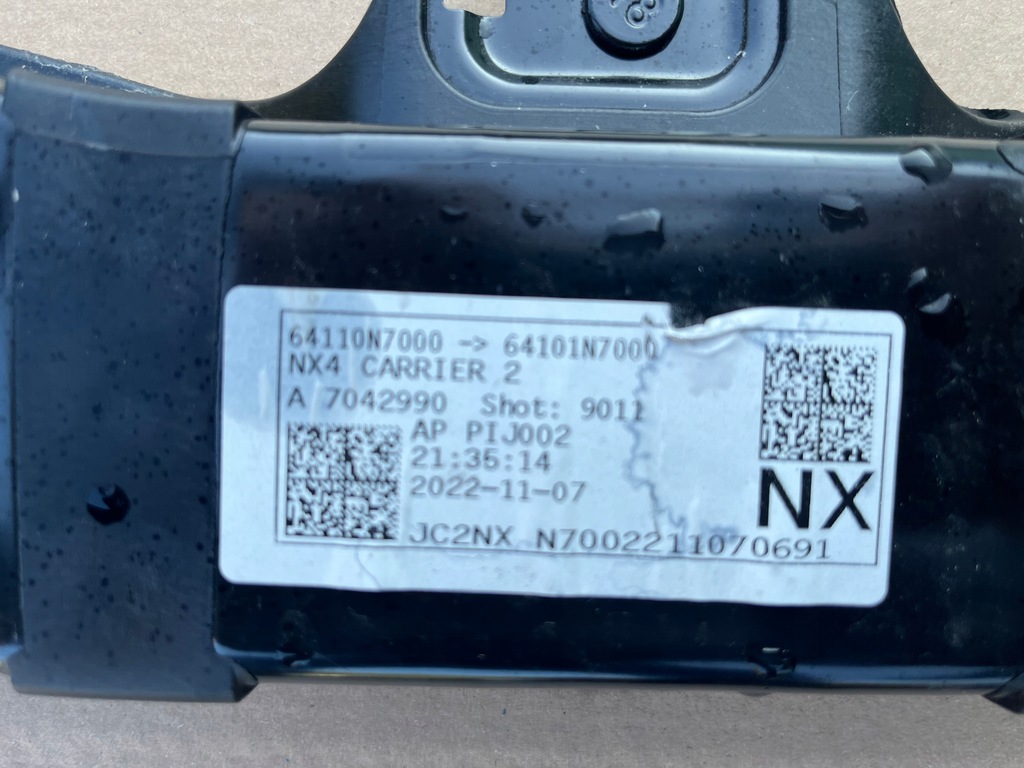 64110N7000 -> 64101N7000
NX4 CARRIER 2
A 7042990 Shot: 9011
AP PIJ002
21:35:14
2022-11-07
JC2NX N7002211070691
NX